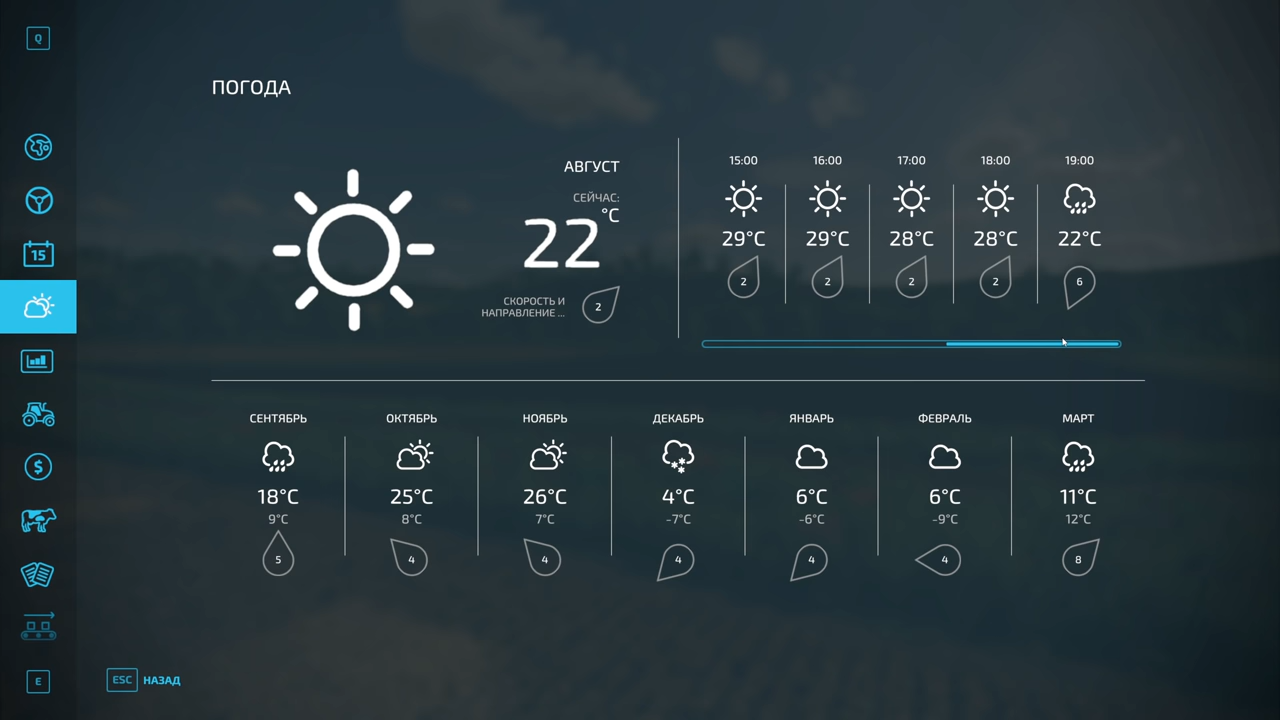 Q
ПОГОДА
15
АВГУСТ
СЕЙЧАС:
22 °C
СКОРОСТЬ И
НАПРАВЛЕНИЕ ...
2
15:00 16:00 17:00 18:00 19:00
29°C 29°C 28°C 28°C 22°C
2 2 2 2 6
СЕНТЯБРЬ ОКТЯБРЬ НОЯБРЬ ДЕКАБРЬ ЯНВАРЬ ФЕВРАЛЬ МАРТ
18°C 25°C 26°C 4°C 6°C 6°C 11°C
9°C 8°C 7°C -7°C -6°C -9°C 12°C
5 4 4 4 4 4 8
$
E
ESC НАЗАД